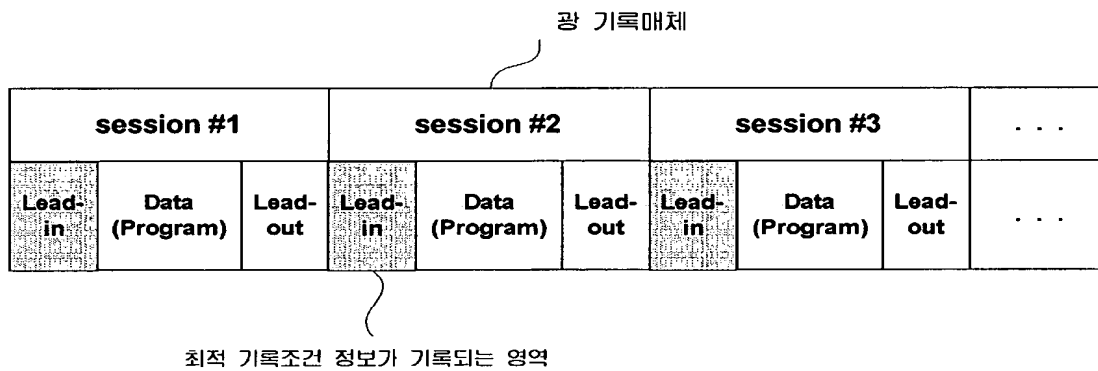 광 기록매체
session #1 session #2 session #3 . . .
Lead-in Data (Program) Lead-out Lead-in Data (Program) Lead-out Lead-in Data (Program) Lead-out . . .
최적 기록조건 정보가 기록되는 영역